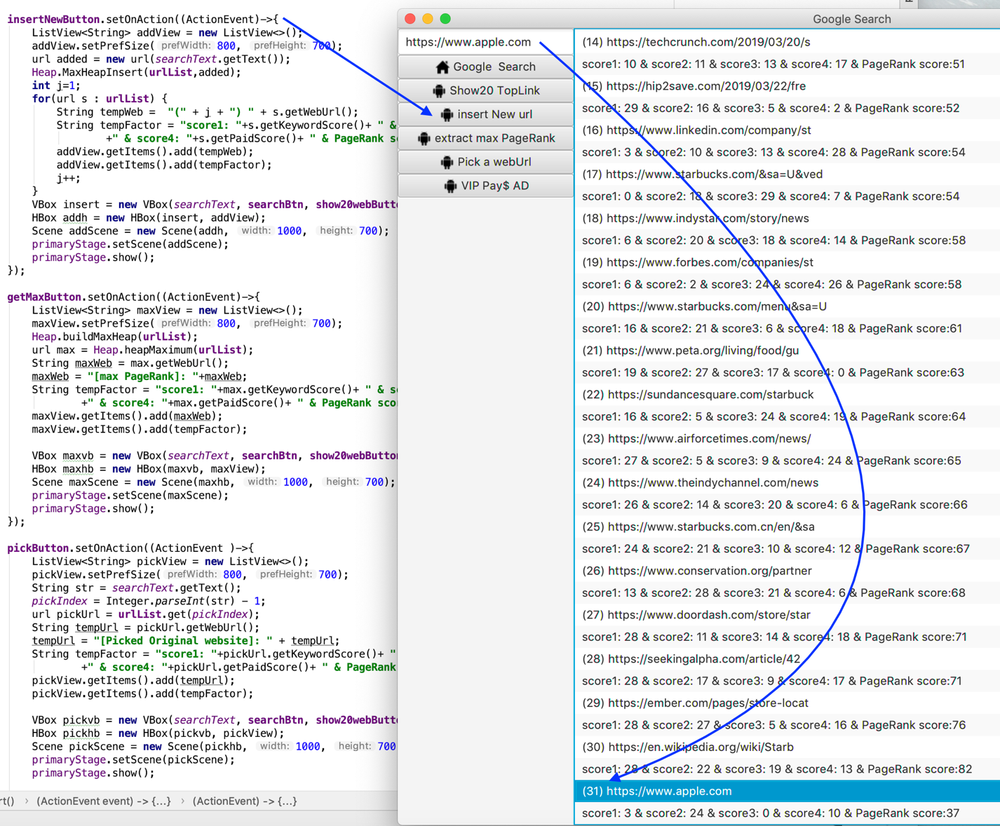 insertNewButton.setOnAction((ActionEvent)->{
ListView<String> addView = new ListView<>();
addView.setPrefSize( prefWidth: 800, prefHeight: 700);
url added = new url(searchText.getText());
Heap.MaxHeapInsert(urlList,added);
int j=1;
for(url s : urlList) {
String tempWeb = "(" + j + ") " + s.getWebUrl();
String tempFactor = "score1: "+s.getKeywordScore()+ " &
+" & score4: "+s.getPaidScore()+ " & PageRank sc
addView.getItems().add(tempWeb);
addView.getItems().add(tempFactor);
j++;
}
VBox insert = new VBox(searchText, searchBtn, show20webButto
HBox addh = new HBox(insert, addView);
Scene addScene = new Scene(addh, width: 1000, height: 700);
primaryStage.setScene(addScene);
primaryStage.show();
});
getMaxButton.setOnAction((ActionEvent)->{
ListView<String> maxView = new ListView<>();
maxView.setPrefSize( prefWidth: 800, prefHeight: 700);
Heap.buildMaxHeap(urlList);
url max = Heap.heapMaximum(urlList);
String maxWeb = max.getWebUrl();
maxWeb = "[max PageRank]: "+maxWeb;
String tempFactor = "score1: "+max.getKeywordScore()+ " & sc
+" & score4: "+max.getPaidScore()+ " & PageRank scor
maxView.getItems().add(maxWeb);
maxView.getItems().add(tempFactor);
VBox maxvb = new VBox(searchText, searchBtn, show20webButton
HBox maxhb = new HBox(maxvb, maxView);
Scene maxScene = new Scene(maxhb, width: 1000, height: 700);
primaryStage.setScene(maxScene);
primaryStage.show();
});
pickButton.setOnAction((ActionEvent )->{
ListView<String> pickView = new ListView<>();
pickView.setPrefSize( prefWidth: 800, prefHeight: 700);
String str = searchText.getText();
pickIndex = Integer.parseInt(str) - 1;
url pickUrl = urlList.get(pickIndex);
String tempUrl = pickUrl.getWebUrl();
tempUrl = "[Picked Original website]: " + tempUrl;
String tempFactor = "score1: "+pickUrl.getKeywordScore()+ "
+" & score4: "+pickUrl.getPaidScore()+ " & PageRank
pickView.getItems().add(tempUrl);
pickView.getItems().add(tempFactor);
VBox pickvb = new VBox(searchText, searchBtn, show20webButto
HBox pickhb = new HBox(pickvb, pickView);
Scene pickScene = new Scene(pickhb, width: 1000, height: 700
primaryStage.setScene(pickScene);
primaryStage.show();
rt() › (ActionEvent event) -> {...} › (ActionEvent) -> {...}
Google Search
https://www.apple.com
Google Search
Show20 TopLink
insert New url
extract max PageRank
Pick a webUrl
VIP Pay$ AD
(14) https://techcrunch.com/2019/03/20/s
score1: 10 & score2: 11 & score3: 13 & score4: 17 & PageRank score:51
(15) https://hip2save.com/2019/03/22/fre
score1: 29 & score2: 16 & score3: 5 & score4: 2 & PageRank score:52
(16) https://www.linkedin.com/company/st
score1: 3 & score2: 10 & score3: 13 & score4: 28 & PageRank score:54
(17) https://www.starbucks.com/&sa=U&ved
score1: 0 & score2: 18 & score3: 29 & score4: 7 & PageRank score:54
(18) https://www.indystar.com/story/news
score1: 6 & score2: 20 & score3: 18 & score4: 14 & PageRank score:58
(19) https://www.forbes.com/companies/st
score1: 6 & score2: 2 & score3: 24 & score4: 26 & PageRank score:58
(20) https://www.starbucks.com/menu&sa=U
score1: 16 & score2: 21 & score3: 6 & score4: 18 & PageRank score:61
(21) https://www.peta.org/living/food/gu
score1: 19 & score2: 27 & score3: 17 & score4: 0 & PageRank score:63
(22) https://sundancesquare.com/starbuck
score1: 16 & score2: 5 & score3: 24 & score4: 19 & PageRank score:64
(23) https://www.airforcetimes.com/news/
score1: 27 & score2: 5 & score3: 9 & score4: 24 & PageRank score:65
(24) https://www.theindychannel.com/news
score1: 26 & score2: 14 & score3: 20 & score4: 6 & PageRank score:66
(25) https://www.starbucks.com.cn/en/&sa
score1: 24 & score2: 21 & score3: 10 & score4: 12 & PageRank score:67
(26) https://www.conservation.org/partner
score1: 13 & score2: 28 & score3: 21 & score4: 6 & PageRank score:68
(27) https://www.doordash.com/store/star
score1: 28 & score2: 11 & score3: 14 & score4: 18 & PageRank score:71
(28) https://seekingalpha.com/article/42
score1: 28 & score2: 17 & score3: 9 & score4: 17 & PageRank score:71
(29) https://ember.com/pages/store-locat
score1: 28 & score2: 27 & score3: 5 & score4: 16 & PageRank score:76
(30) https://en.wikipedia.org/wiki/Starb
score1: 28 & score2: 22 & score3: 19 & score4: 13 & PageRank score:82
(31) https://www.apple.com
score1: 3 & score2: 24 & score3: 0 & score4: 10 & PageRank score:37